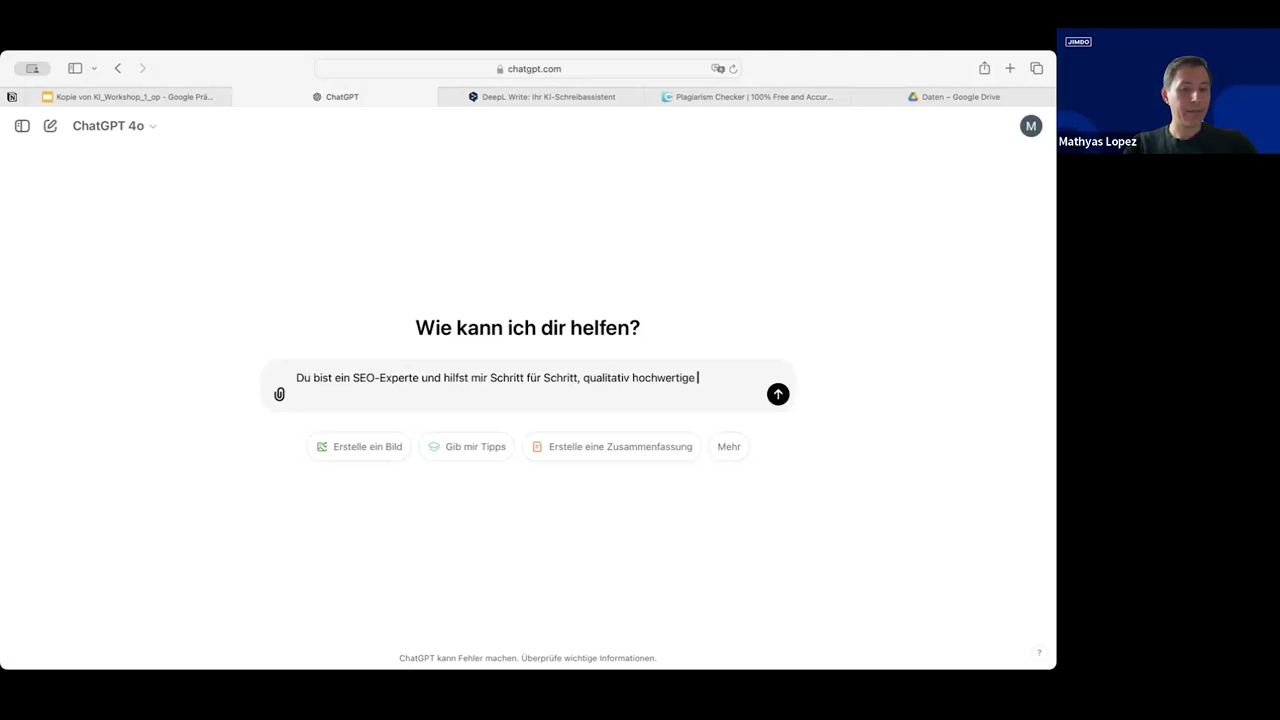 JIMDO
chatgpt.com
Kopie von KI_Workshop_1_op - Google Prä...
ChatGPT
DeepL Write: Ihr KI-Schreibassistent
Plagiarism Checker | 100% Free and Accur...
Daten – Google Drive
ChatGPT 4o
M
Mathyas Lopez
Wie kann ich dir helfen?
Du bist ein SEO-Experte und hilfst mir Schritt für Schritt, qualitativ hochwertige
Erstelle ein Bild
Gib mir Tipps
Erstelle eine Zusammenfassung
Mehr
ChatGPT kann Fehler machen. Überprüfe wichtige Informationen.
?